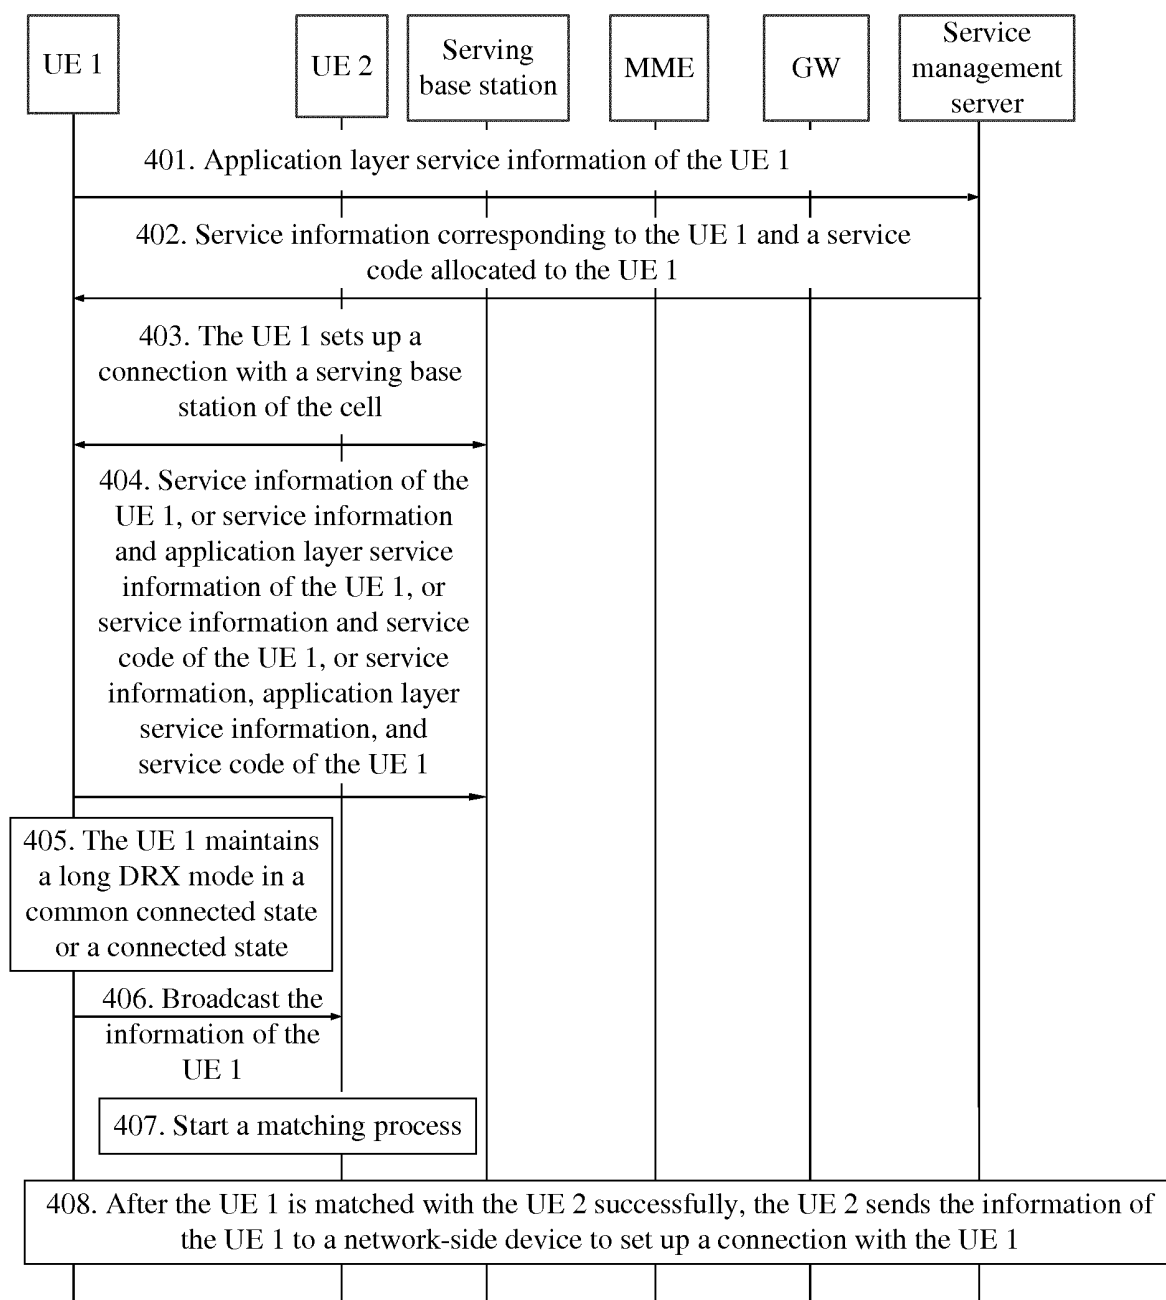 UE 1
UE 2
Serving
base station
MME
GW
Service
management
server
401. Application layer service information of the UE 1
402. Service information corresponding to the UE 1 and a service
code allocated to the UE 1
403. The UE 1 sets up a
connection with a serving base
station of the cell
404. Service information of the
UE 1, or service information
and application layer service
information of the UE 1, or
service information and service
code of the UE 1, or service
information, application layer
service information, and
service code of the UE 1
405. The UE 1 maintains
a long DRX mode in a
common connected state
or a connected state
406. Broadcast the
information of the
UE 1
407. Start a matching process
408. After the UE 1 is matched with the UE 2 successfully, the UE 2 sends the information of
the UE 1 to a network-side device to set up a connection with the UE 1